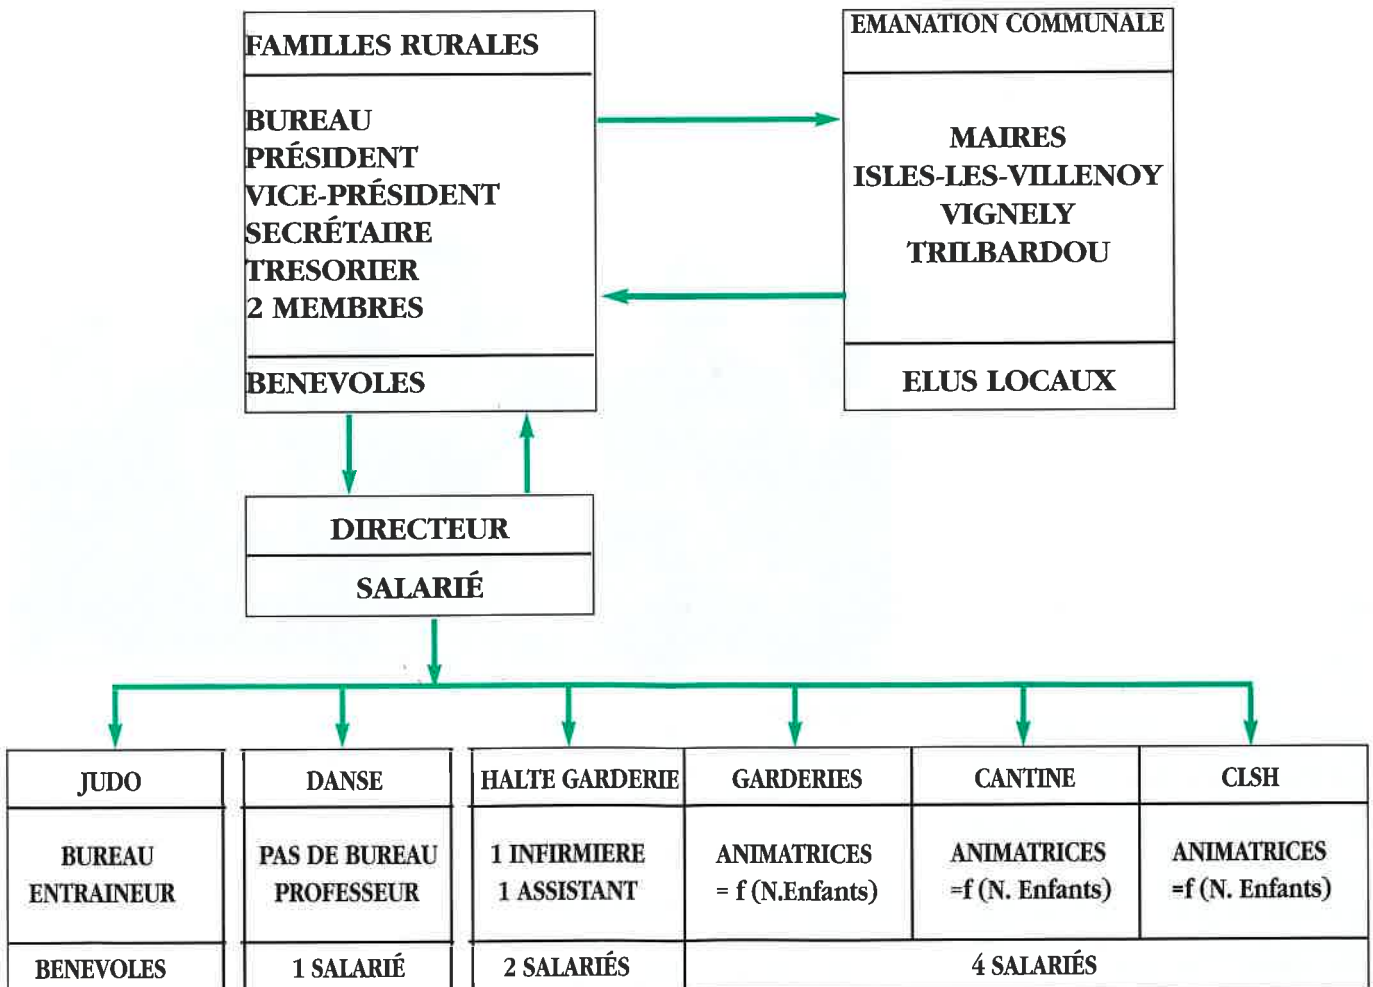 FAMILLES RURALES
BUREAU
PRÉSIDENT
VICE-PRÉSIDENT
SECRÉTAIRE
TRESORIER
2 MEMBRES
BENEVOLES
EMANATION COMMUNALE
MAIRES
ISLES-LES-VILLENOY
VIGNELY
TRILBARDOU
ELUS LOCAUX
DIRECTEUR
SALARIÉ
JUDO
BUREAU
ENTRAINEUR
BENEVOLES
DANSE
PAS DE BUREAU
PROFESSEUR
1 SALARIÉ
HALTE GARDERIE
1 INFIRMIERE
1 ASSISTANT
2 SALARIÉS
GARDERIES
ANIMATRICES
= f (N.Enfants)
CANTINE
ANIMATRICES
=f (N. Enfants)
CLSH
ANIMATRICES
=f (N. Enfants)
4 SALARIÉS